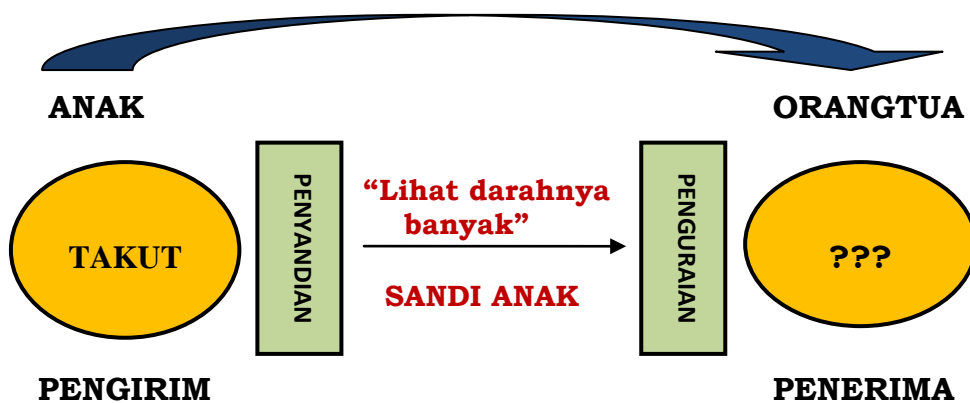 ANAK
ORANGTUA
TAKUT
PENYANDIAN
“Lihat darahnya
banyak”
SANDI ANAK
PENGURAIAN
???
PENGIRIM
PENERIMA